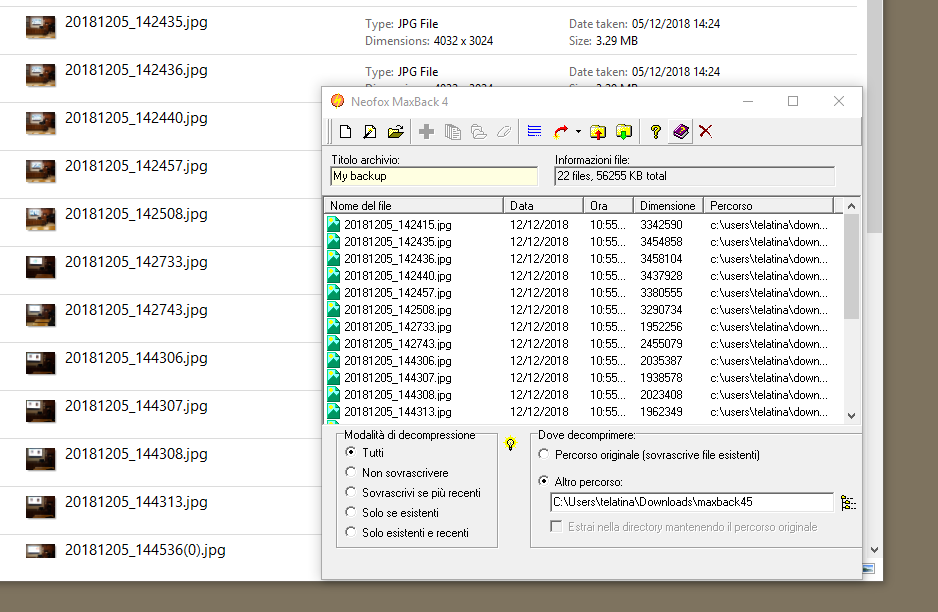 20181205_142435.jpg
Type: JPG File
Date taken: 05/12/2018 14:24
Dimensions: 4032 x 3024
Size: 3.29 MB
20181205_142436.jpg
Type: JPG File
Date taken: 05/12/2018 14:24
20181205_142440.jpg
20181205_142457.jpg
20181205_142508.jpg
20181205_142733.jpg
20181205_142743.jpg
20181205_144306.jpg
20181205_144307.jpg
20181205_144308.jpg
20181205_144313.jpg
20181205_144536(0).jpg
Neofox MaxBack 4
Titolo archivio:
Informazioni file:
My backup
22 files, 56255 KB total
Nome del file Data Ora Dimensione Percorso
20181205_142415.jpg 12/12/2018 10:55... 3342590 c:\users\telatina\down...
20181205_142435.jpg 12/12/2018 10:55... 3454858 c:\users\telatina\down...
20181205_142436.jpg 12/12/2018 10:55... 3458104 c:\users\telatina\down...
20181205_142440.jpg 12/12/2018 10:55... 3437928 c:\users\telatina\down...
20181205_142457.jpg 12/12/2018 10:55... 3380555 c:\users\telatina\down...
20181205_142508.jpg 12/12/2018 10:55... 3290734 c:\users\telatina\down...
20181205_142733.jpg 12/12/2018 10:55... 1952256 c:\users\telatina\down...
20181205_142743.jpg 12/12/2018 10:55... 2455079 c:\users\telatina\down...
20181205_144306.jpg 12/12/2018 10:55... 2035387 c:\users\telatina\down...
20181205_144307.jpg 12/12/2018 10:55... 1938578 c:\users\telatina\down...
20181205_144308.jpg 12/12/2018 10:55... 2023408 c:\users\telatina\down...
20181205_144313.jpg 12/12/2018 10:55... 1962349 c:\users\telatina\down...
Modalità di decompressione
Tutti
Non sovrascrivere
Sovrascrivi se più recenti
Solo se esistenti
Solo esistenti e recenti
Dove decomprimere:
Percorso originale (sovrascrive file esistenti)
Altro percorso:
C:\Users\telatina\Downloads\maxback45
Estrai nella directory mantenendo il percorso originale